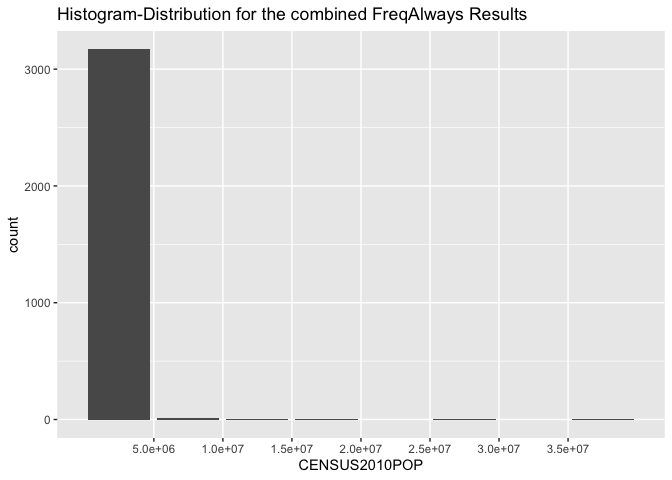 Histogram-Distribution for the combined FreqAlways Results
3000
2000
1000
0
count
5.0e+06 1.0e+07 1.5e+07 2.0e+07 2.5e+07 3.0e+07 3.5e+07
CENSUS2010POP